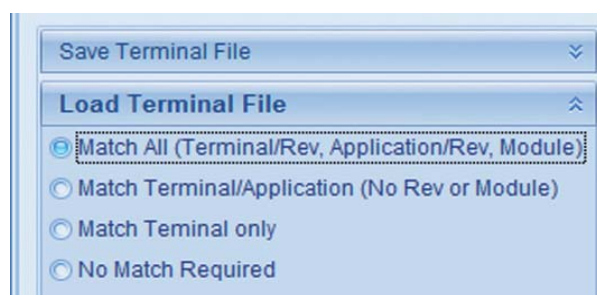 Save Terminal File
Load Terminal File
Match All (Terminal/Rev, Application/Rev, Module)
Match Terminal/Application (No Rev or Module)
Match Teminal only
No Match Required